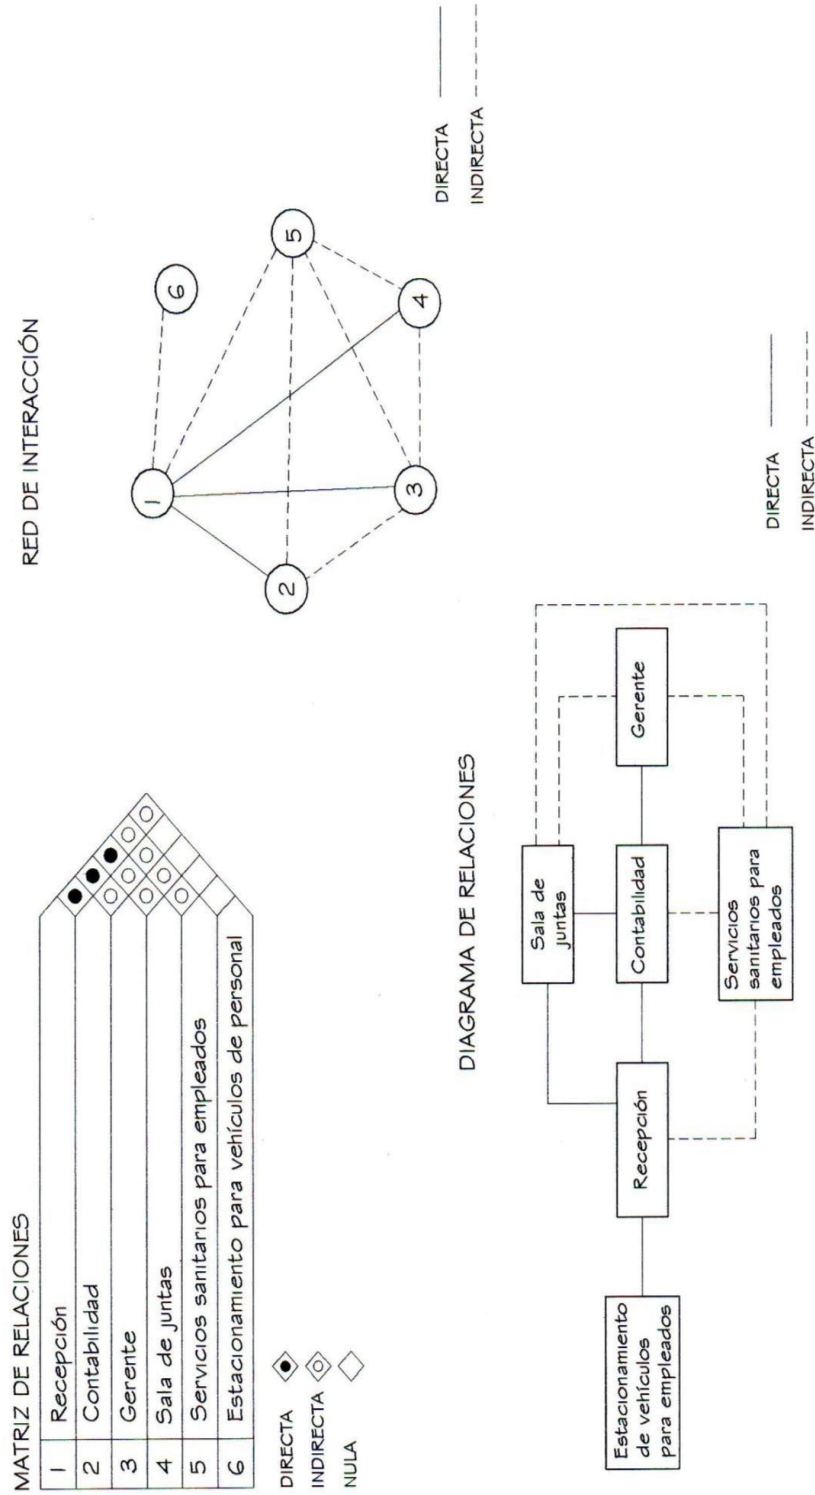 MATRIZ DE RELACIONES
1 Recepción
2 Contabilidad
3 Gerente
4 Sala de juntas
5 Servicios sanitarios para empleados
6 Estacionamiento para vehículos de personal
DIRECTA
INDIRECTA
NULA
RED DE INTERACCIÓN
1
2
3
4
5
6
DIRECTA
INDIRECTA
DIAGRAMA DE RELACIONES
Estacionamiento
de vehículos
para empleados
Recepción
Sala de
juntas
Contabilidad
Servicios
sanitarios para
empleados
Gerente
DIRECTA
INDIRECTA